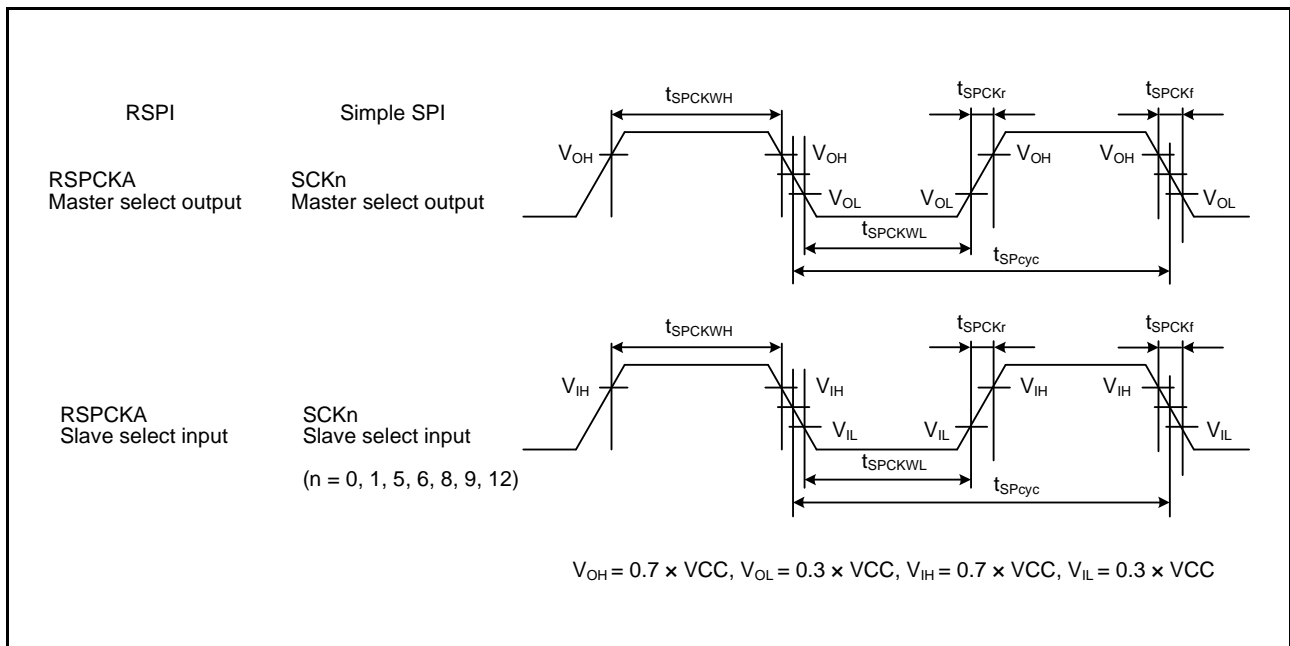 RSPI
Simple SPI
tSPCKWH
tSPCKr
tSPCKf
VOH
VOH
VOH
VOH
RSPCKA
Master select output
SCKn
Master select output
VOL
VOL
VOL
tSPCKWL
tSPcyc
tSPCKWH
tSPCKr
tSPCKf
VIH
VIH
VIH
VIH
RSPCKA
Slave select input
SCKn
Slave select input
(n = 0, 1, 5, 6, 8, 9, 12)
VIL
VIL
VIL
tSPCKWL
tSPcyc
VOH = 0.7 × VCC, VOL = 0.3 × VCC, VIH = 0.7 × VCC, VIL = 0.3 × VCC